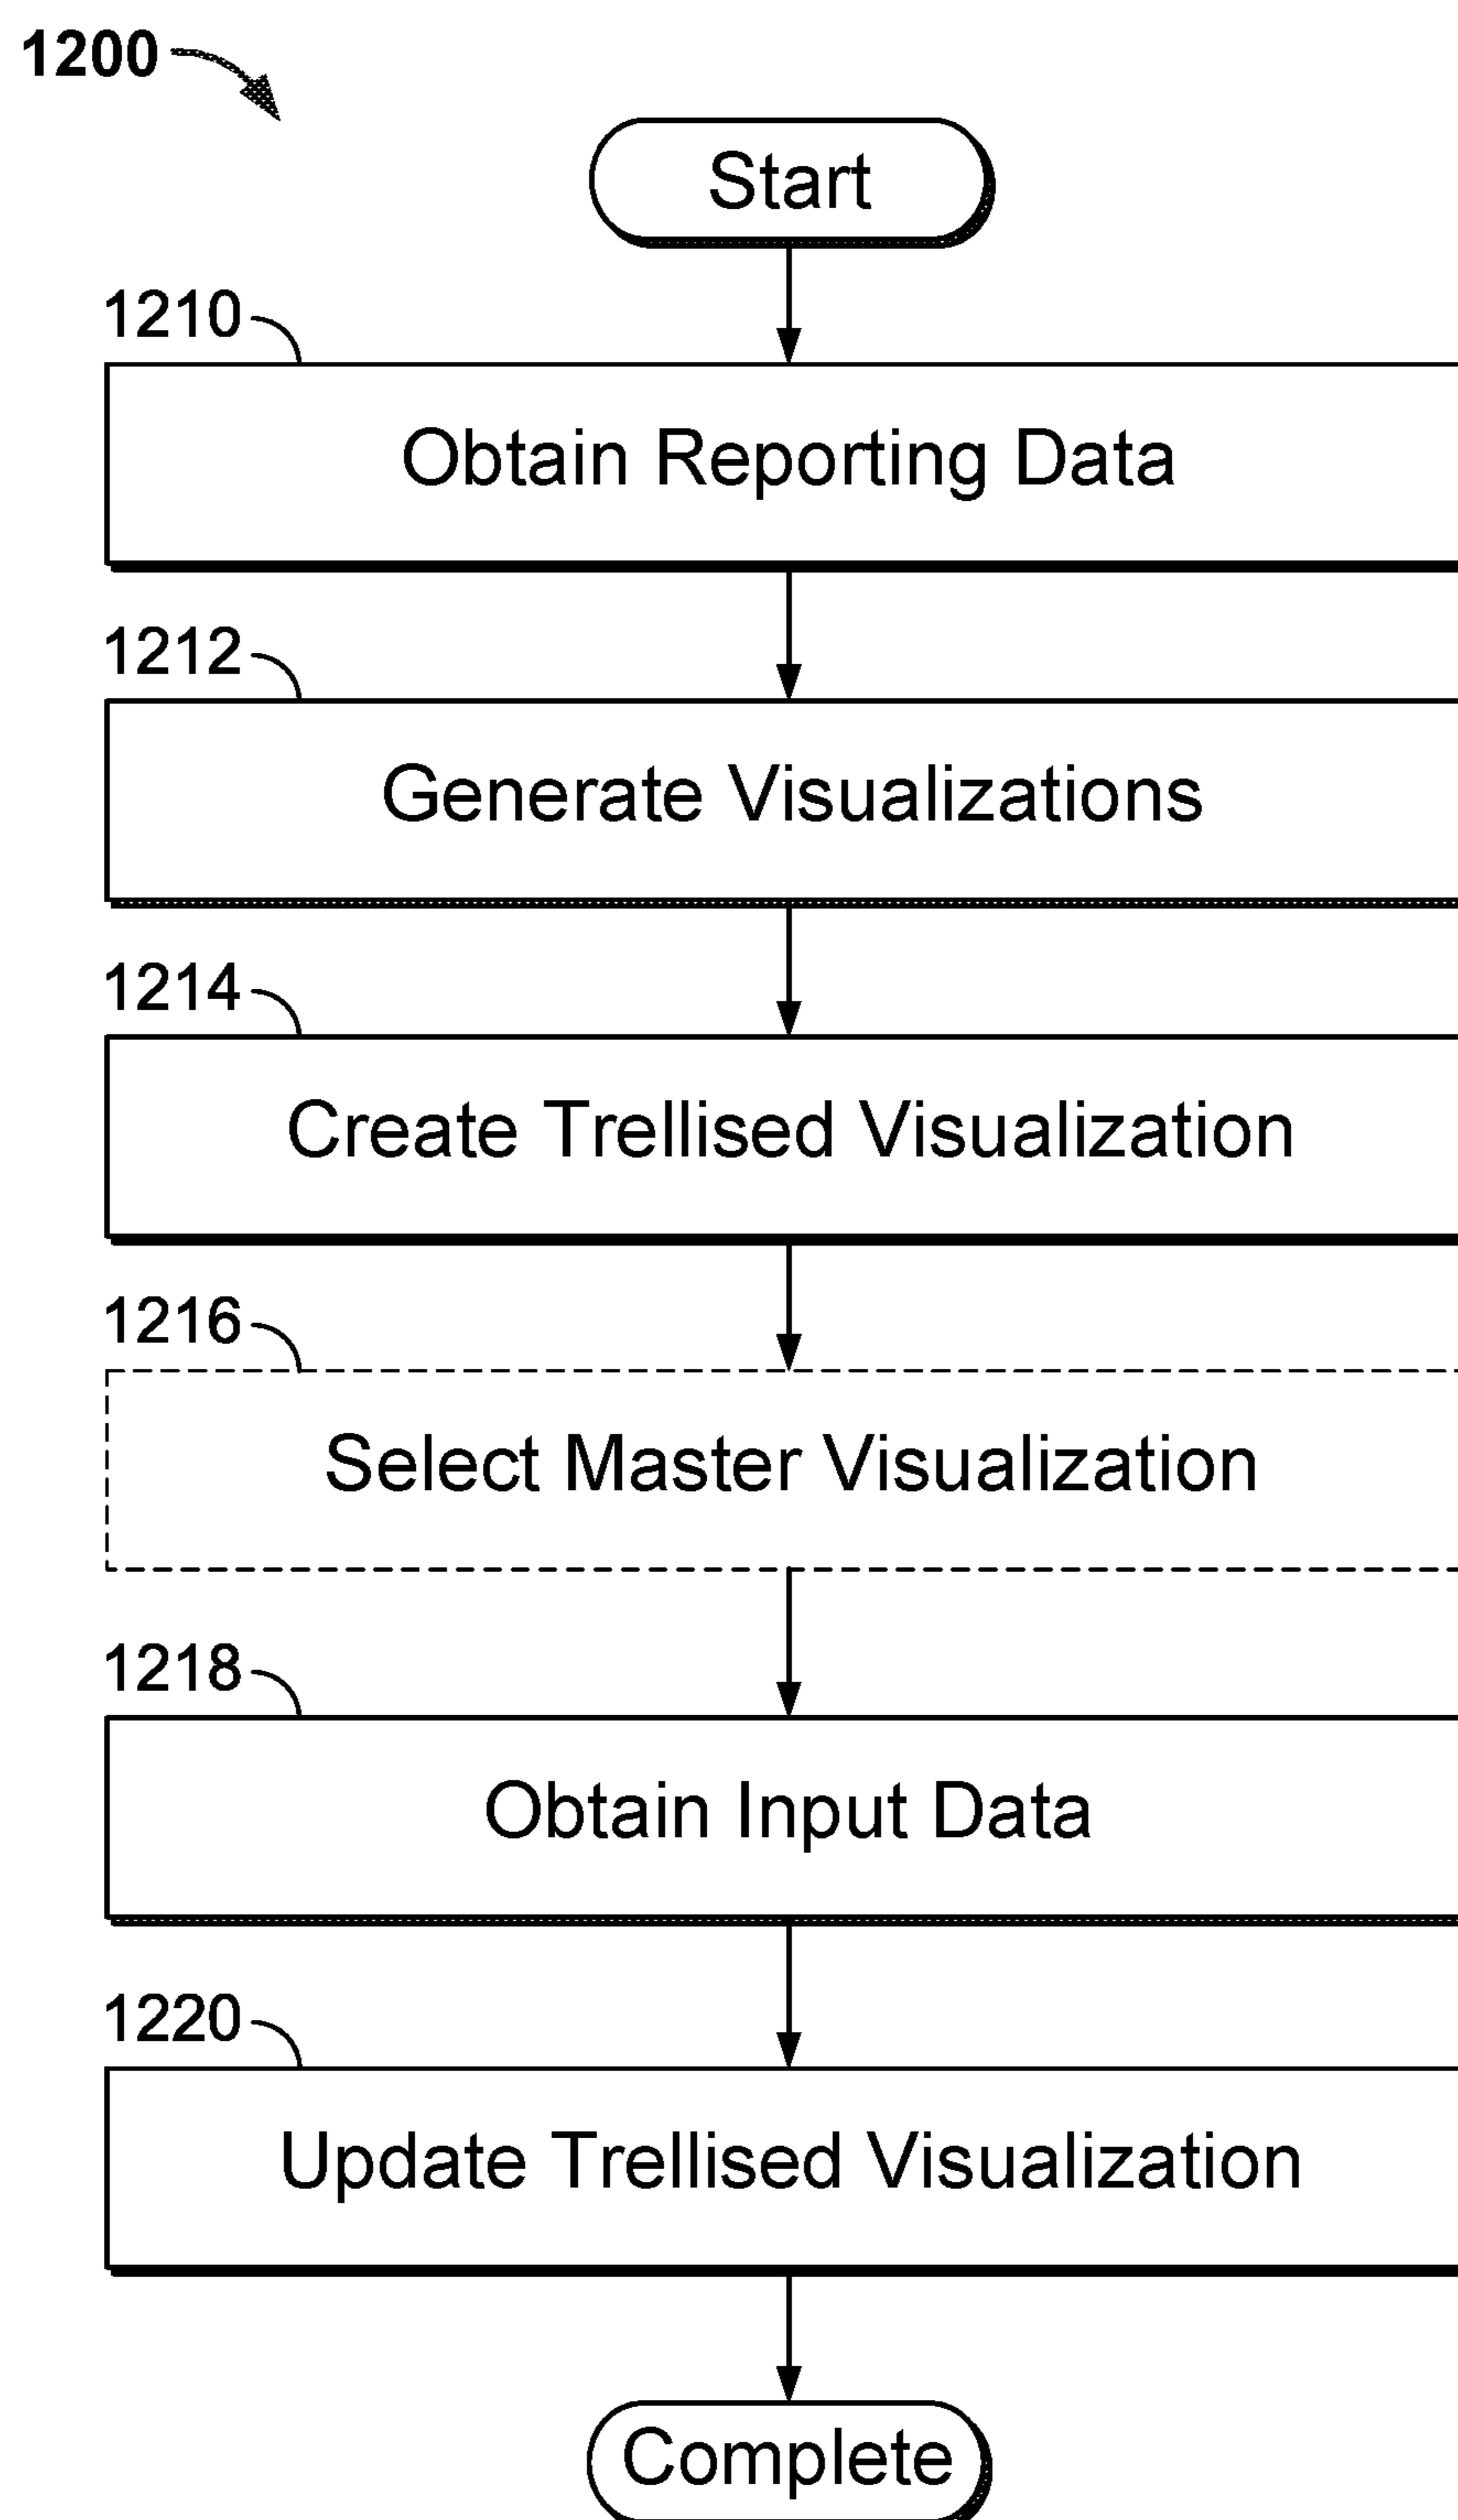 1200
Start
1210
Obtain Reporting Data
1212
Generate Visualizations
1214
Create Trellised Visualization
1216
Select Master Visualization
1218
Obtain Input Data
1220
Update Trellised Visualization
Complete